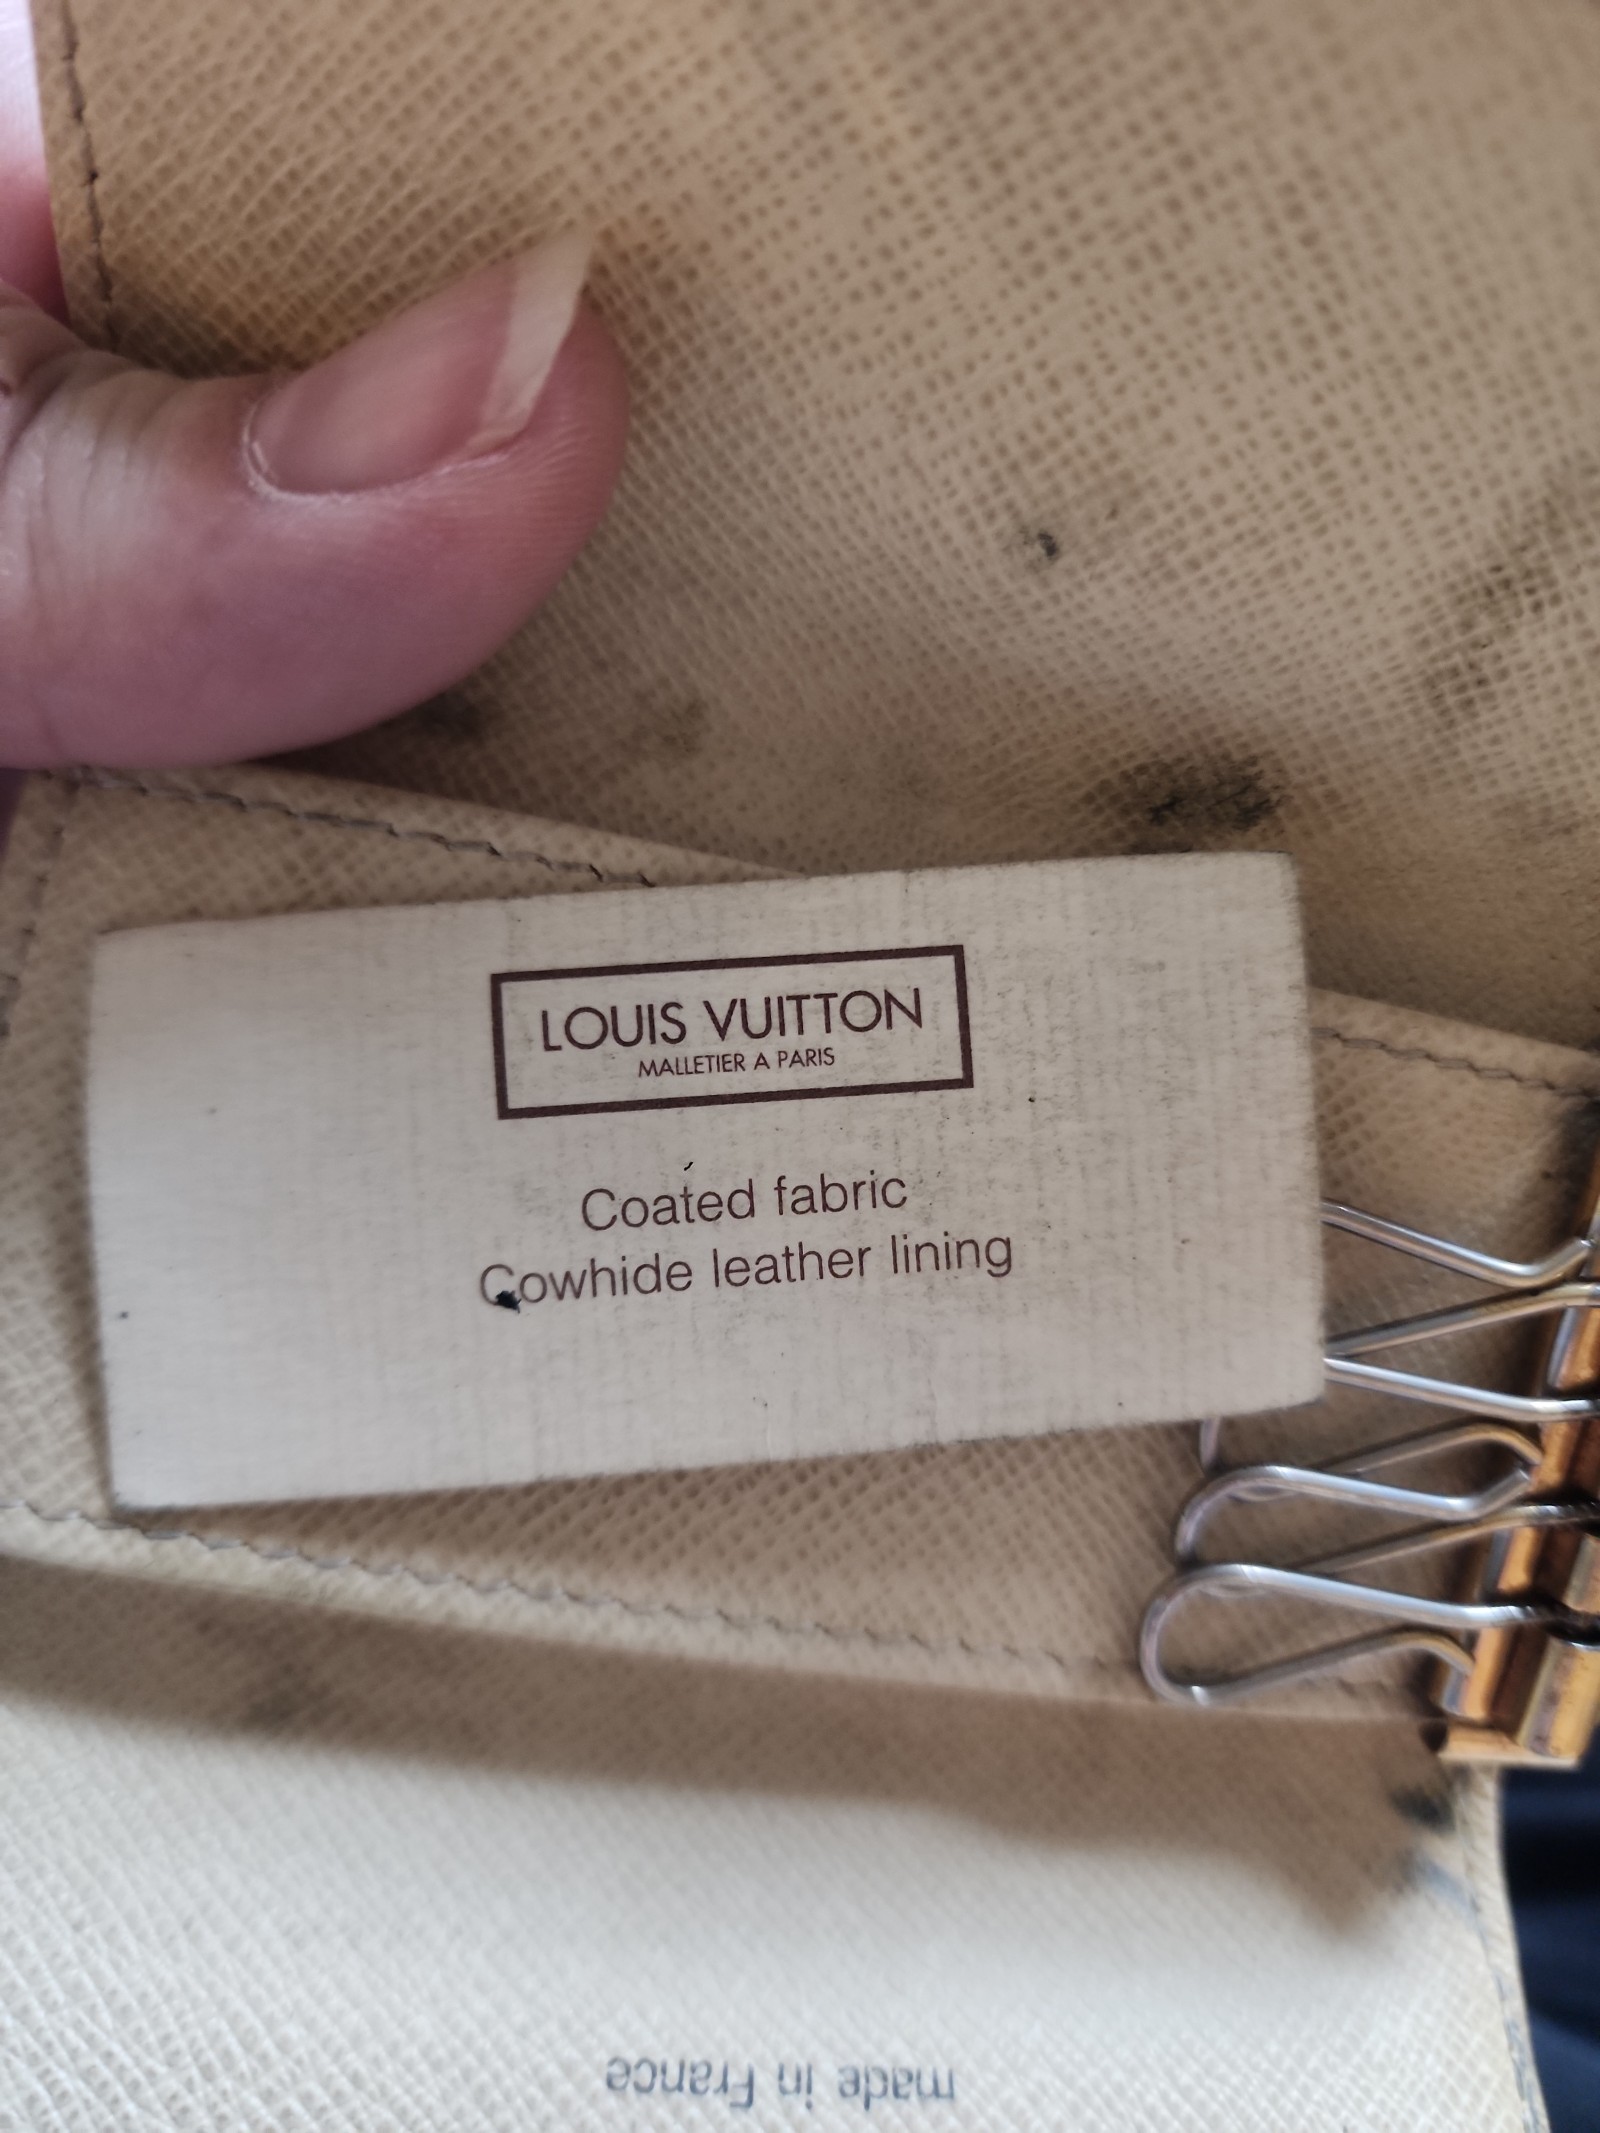 LOUIS VUITTON
MALLETIER A PARIS
Coated fabric
Cowhide leather lining
made in France